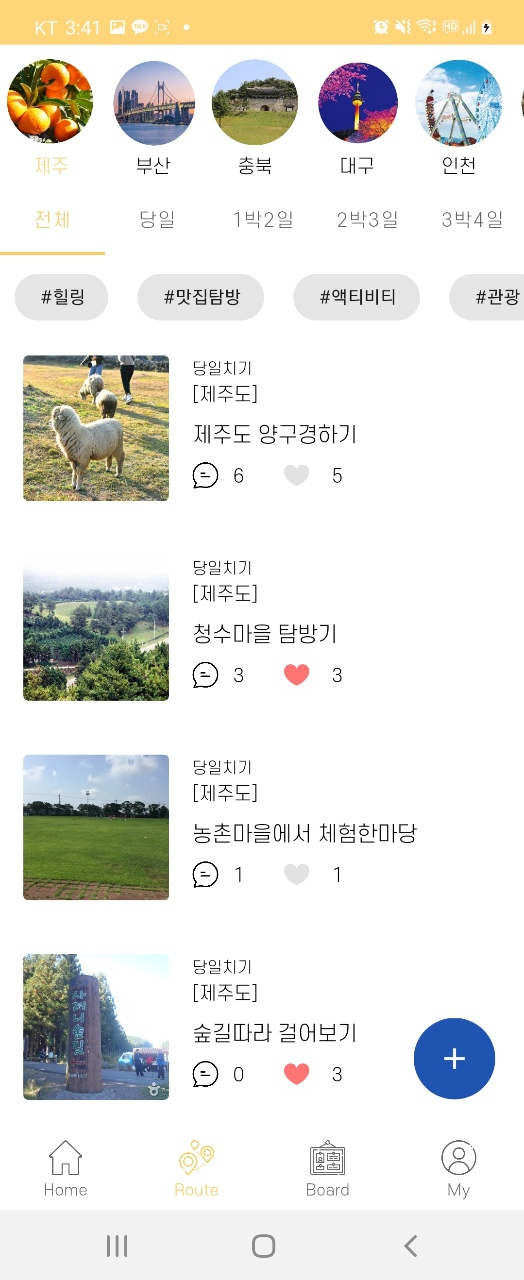 KT 3:41
HD
제주 부산 충북 대구 인천
전체 당일 1박2일 2박3일 3박4일
#힐링 #맛집탐방 #액티비티 #관광
당일치기
[제주도]
제주도 양구경하기
6 5
당일치기
[제주도]
청수마을 탐방기
3 3
당일치기
[제주도]
농촌마을에서 체험한마당
1 1
사려니숲길
당일치기
[제주도]
숲길따라 걸어보기
0 3
+
Home Route Board My